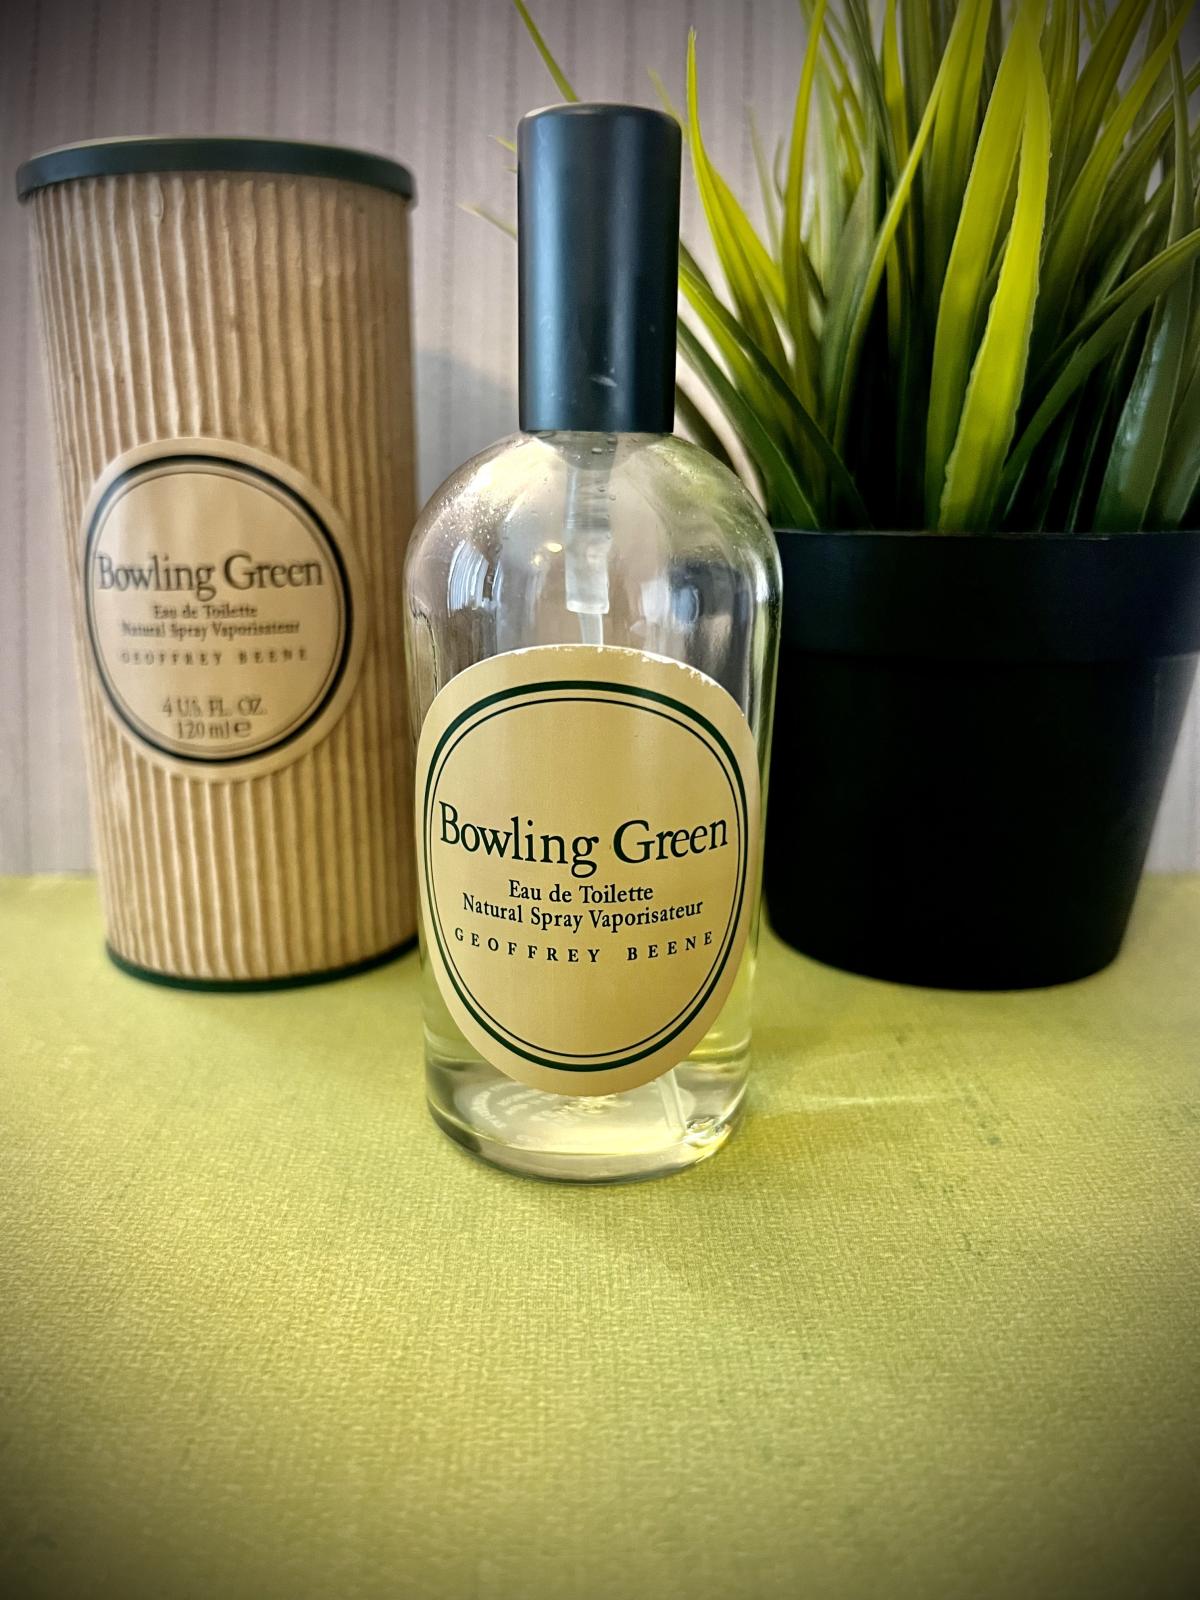 Bowling Green
Eau de Toilette
Natural Spray Vaporisateur
GEOFFREY BEENE
4 U.S. FL. OZ.
120 ml ℮
Bowling Green
Eau de Toilette
Natural Spray Vaporisateur
GEOFFREY BEENE